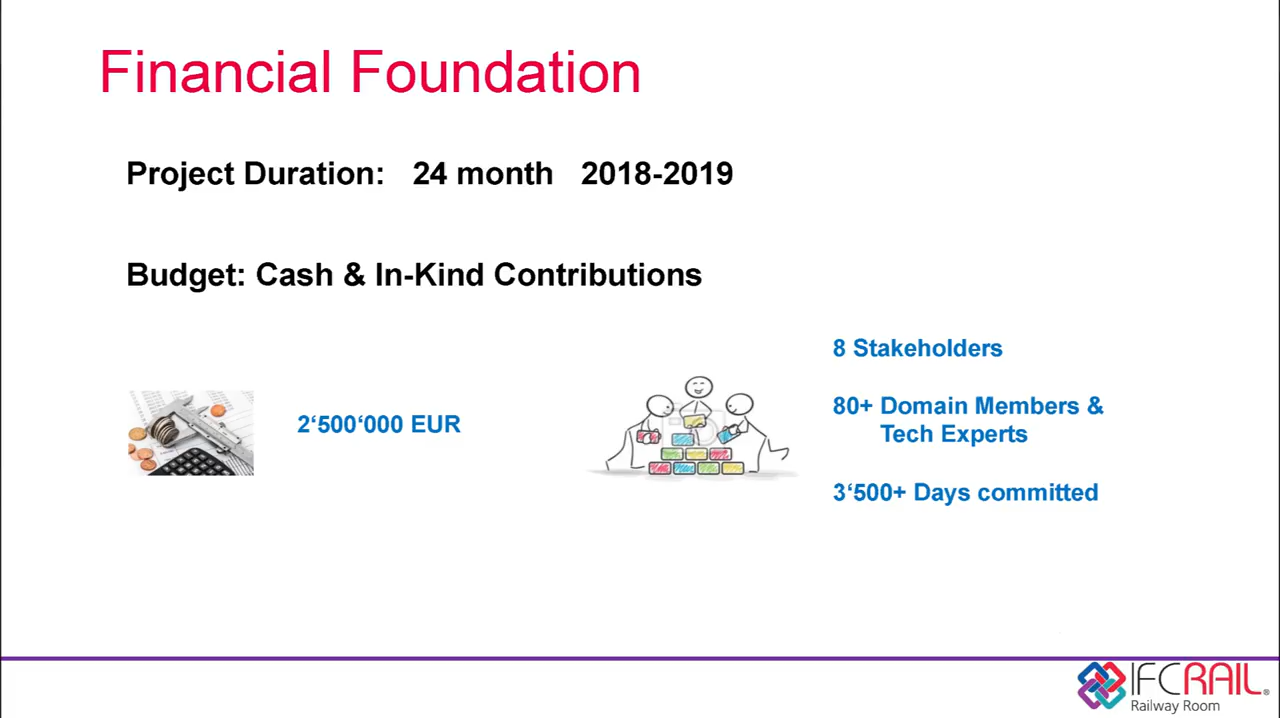 Financial Foundation
Project Duration: 24 month 2018-2019
Budget: Cash & In-Kind Contributions
2‘500‘000 EUR
8 Stakeholders
80+ Domain Members &
Tech Experts
3‘500+ Days committed
IFCRAIL®
Railway Room